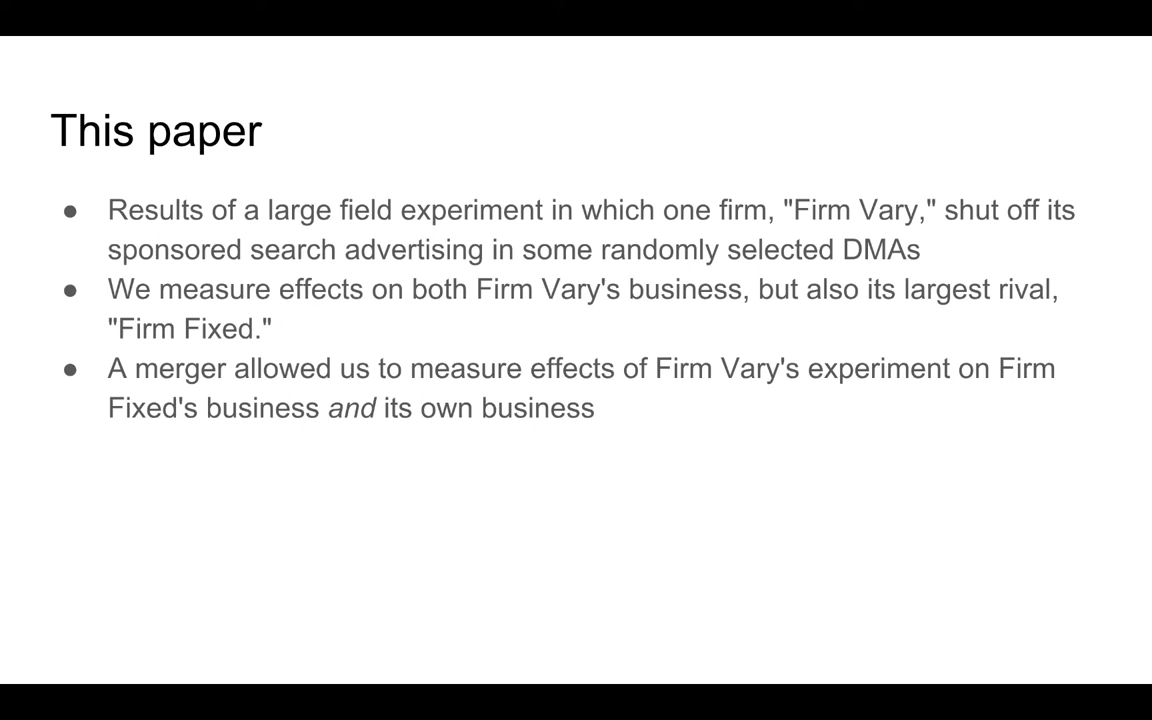 This paper
● Results of a large field experiment in which one firm, "Firm Vary," shut off its
sponsored search advertising in some randomly selected DMAs
● We measure effects on both Firm Vary's business, but also its largest rival,
"Firm Fixed."
● A merger allowed us to measure effects of Firm Vary's experiment on Firm
Fixed's business and its own business